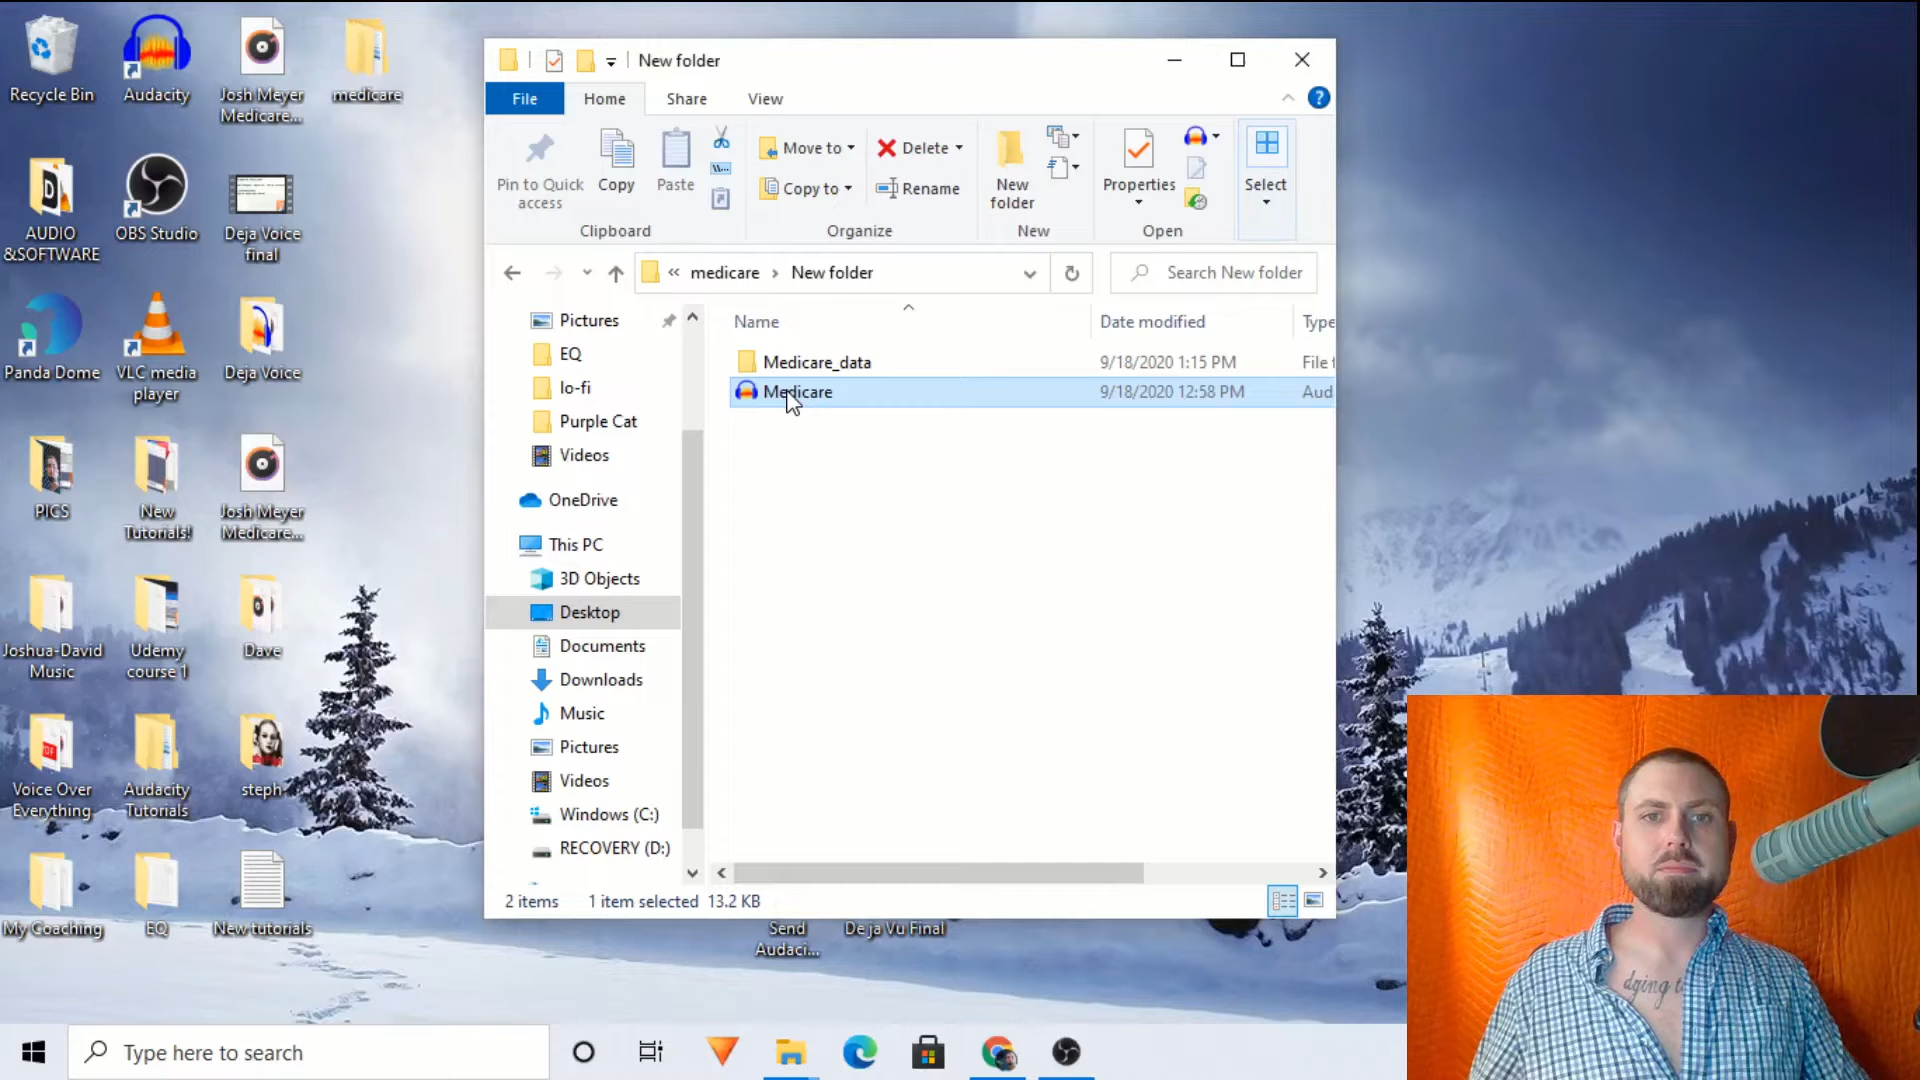 New folder
File
Home
Share
View
Pin to Quick access
Copy
Paste
Move to
Copy to
Delete
Rename
New folder
Properties
Select
Clipboard
Organize
New
Open
« medicare › New folder
Search New folder
Name
Date modified
Type
Medicare_data
9/18/2020 1:15 PM
File f
Medicare
9/18/2020 12:58 PM
Aud
Pictures
EQ
lo-fi
Purple Cat
Videos
OneDrive
This PC
3D Objects
Desktop
Documents
Downloads
Music
Pictures
Videos
Windows (C:)
RECOVERY (D:)
2 items
1 item selected
13.2 KB
Recycle Bin
Audacity
Josh Meyer
Medicare...
medicare
AUDIO
&SOFTWARE
OBS Studio
Deja Voice
final
Panda Dome
VLC media
player
Deja Voice
PICS
New
Tutorials!
Josh Meyer
Medicare...
Joshua-David
Music
Udemy
course 1
Dave
Voice Over
Everything
Audacity
Tutorials
steph
My Coaching
EQ
New tutorials
Send
Audaci...
Deja Vu Final
Type here to search
dying t